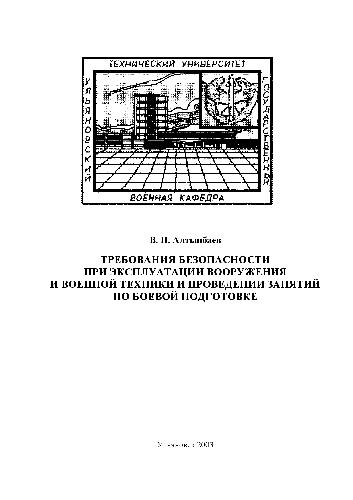 ТЕХНИЧЕСКИЙ УНИВЕРСИТЕТ
УЛЬЯНОВСКИЙ
ГОСУДАРСТВЕННЫЙ
ВОЕННАЯ КАФЕДРА
В. Н. Алтынбаев
ТРЕБОВАНИЯ БЕЗОПАСНОСТИ
ПРИ ЭКСПЛУАТАЦИИ ВООРУЖЕНИЯ
И ВОЕННОЙ ТЕХНИКИ И ПРОВЕДЕНИИ ЗАНЯТИЙ
ПО БОЕВОЙ ПОДГОТОВКЕ
2003